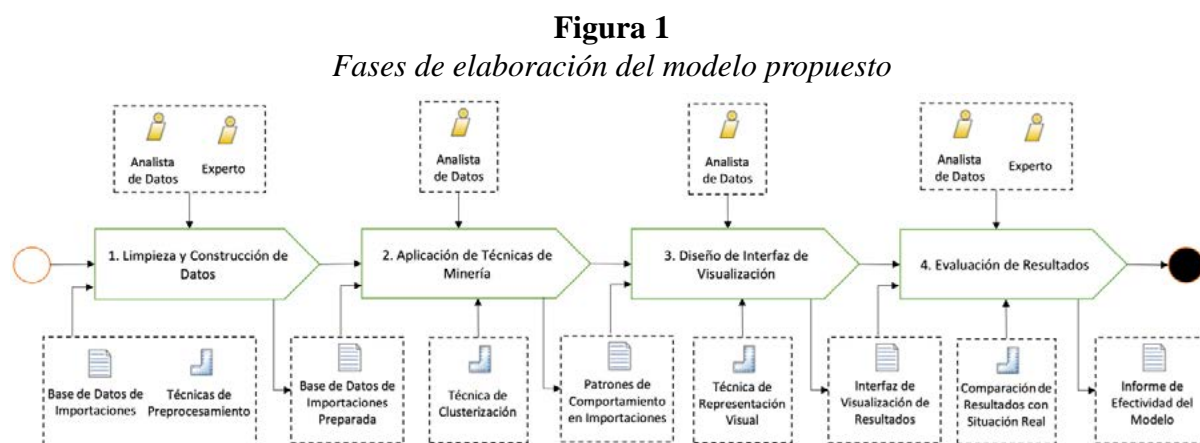 Figura 1
Fases de elaboración del modelo propuesto
Analista
de Datos
Experto
Analista
de Datos
Analista
de Datos
Analista
de Datos
Experto
1. Limpieza y Construcción de
Datos
2. Aplicación de Técnicas de
Minería
3. Diseño de Interfaz de
Visualización
4. Evaluación de Resultados
Base de Datos de
Importaciones
Técnicas de
Preprocesamiento
Base de Datos de
Importaciones
Preparada
Técnica de
Clusterización
Patrones de
Comportamiento
en Importaciones
Técnica de
Representación
Visual
Interfaz de
Visualización de
Resultados
Comparación de
Resultados con
Situación Real
Informe de
Efectividad del
Modelo